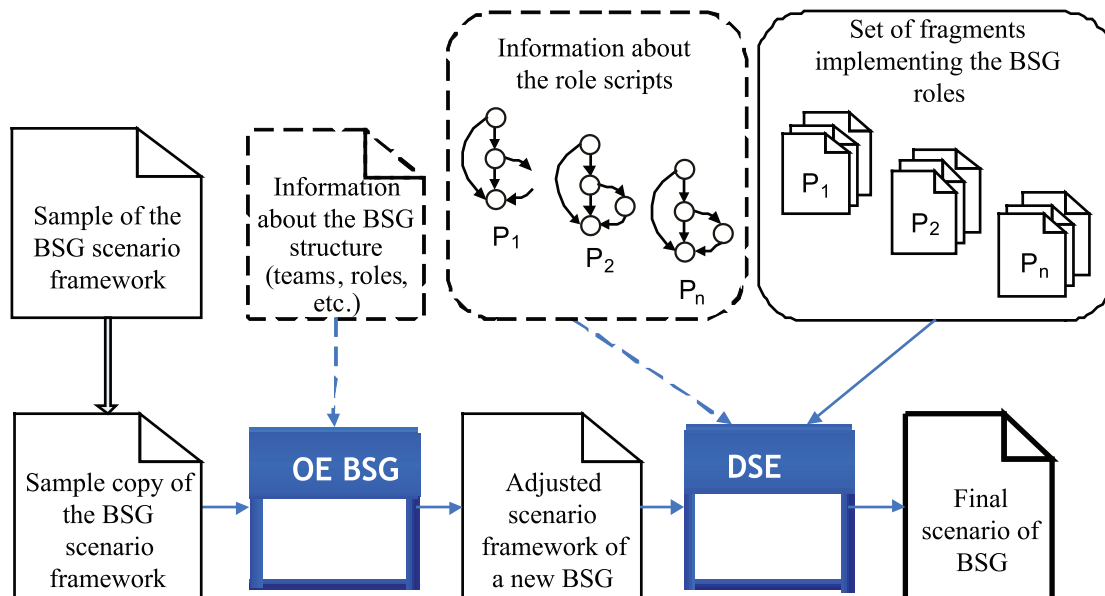 Sample of the
BSG scenario
framework
Information
about the BSG
structure
(teams, roles,
etc.)
Information about
the role scripts
P1
P2
Pn
Set of fragments
implementing the BSG
roles
P1
P2
Pn
Sample copy of
the BSG
scenario
framework
OE BSG
Adjusted
scenario
framework of
a new BSG
DSE
Final
scenario of
BSG